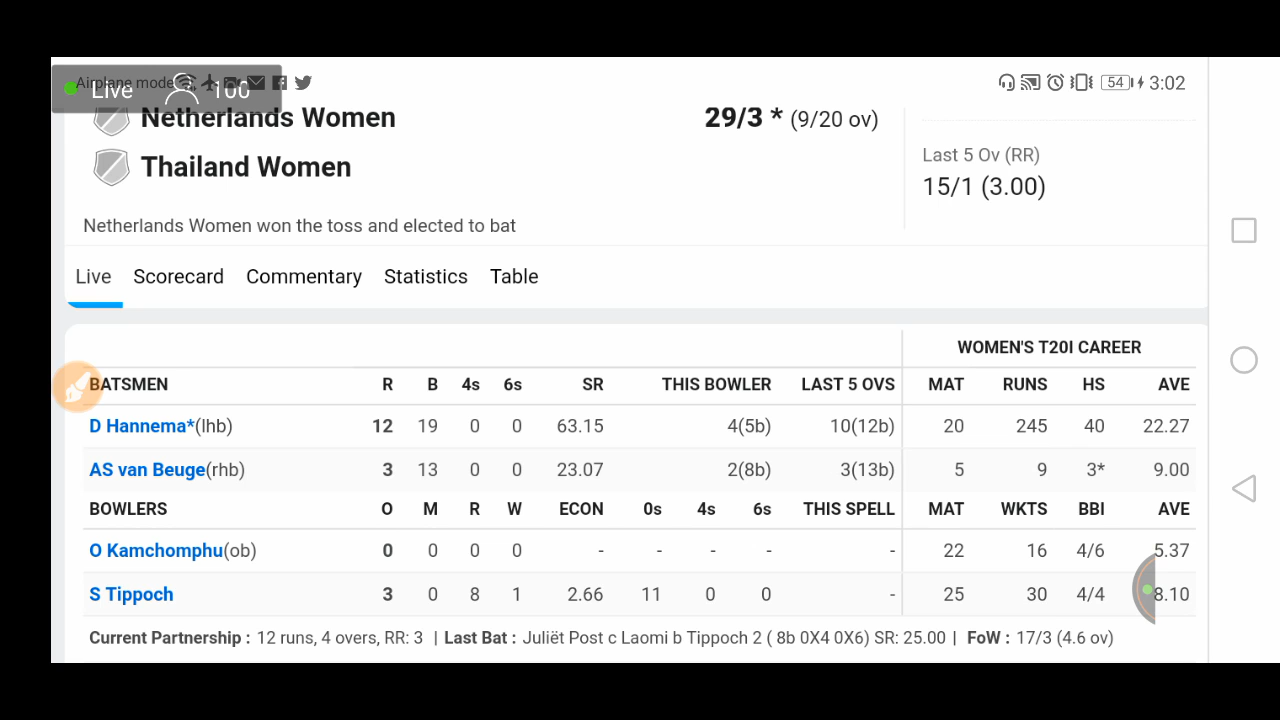 Airplane mode
Live 100
54 3:02
Netherlands Women 29/3 * (9/20 ov)
Thailand Women
Last 5 Ov (RR)
15/1 (3.00)
Netherlands Women won the toss and elected to bat
Live Scorecard Commentary Statistics Table
WOMEN'S T20I CAREER
BATSMEN R B 4s 6s SR THIS BOWLER LAST 5 OVS MAT RUNS HS AVE
D Hannema*(lhb) 12 19 0 0 63.15 4(5b) 10(12b) 20 245 40 22.27
AS van Beuge(rhb) 3 13 0 0 23.07 2(8b) 3(13b) 5 9 3* 9.00
BOWLERS O M R W ECON 0s 4s 6s THIS SPELL MAT WKTS BBI AVE
O Kamchomphu(ob) 0 0 0 0 - - - - - 22 16 4/6 5.37
S Tippoch 3 0 8 1 2.66 11 0 0 - 25 30 4/4 8.10
Current Partnership : 12 runs, 4 overs, RR: 3 | Last Bat : Juliët Post c Laomi b Tippoch 2 ( 8b 0X4 0X6) SR: 25.00 | FoW : 17/3 (4.6 ov)